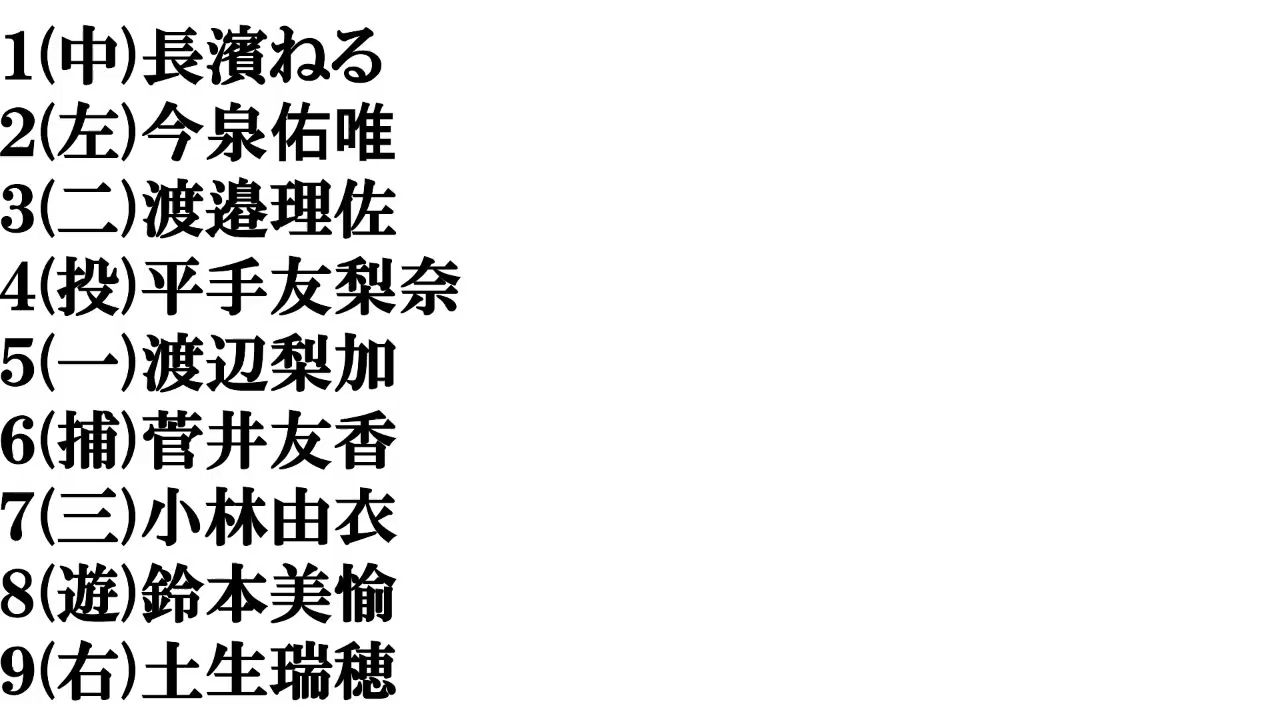 1(中)長濱ねる
2(左)今泉佑唯
3(二)渡邉理佐
4(投)平手友梨奈
5(一)渡辺梨加
6(捕)菅井友香
7(三)小林由衣
8(遊)鈴本美愉
9(右)土生瑞穂